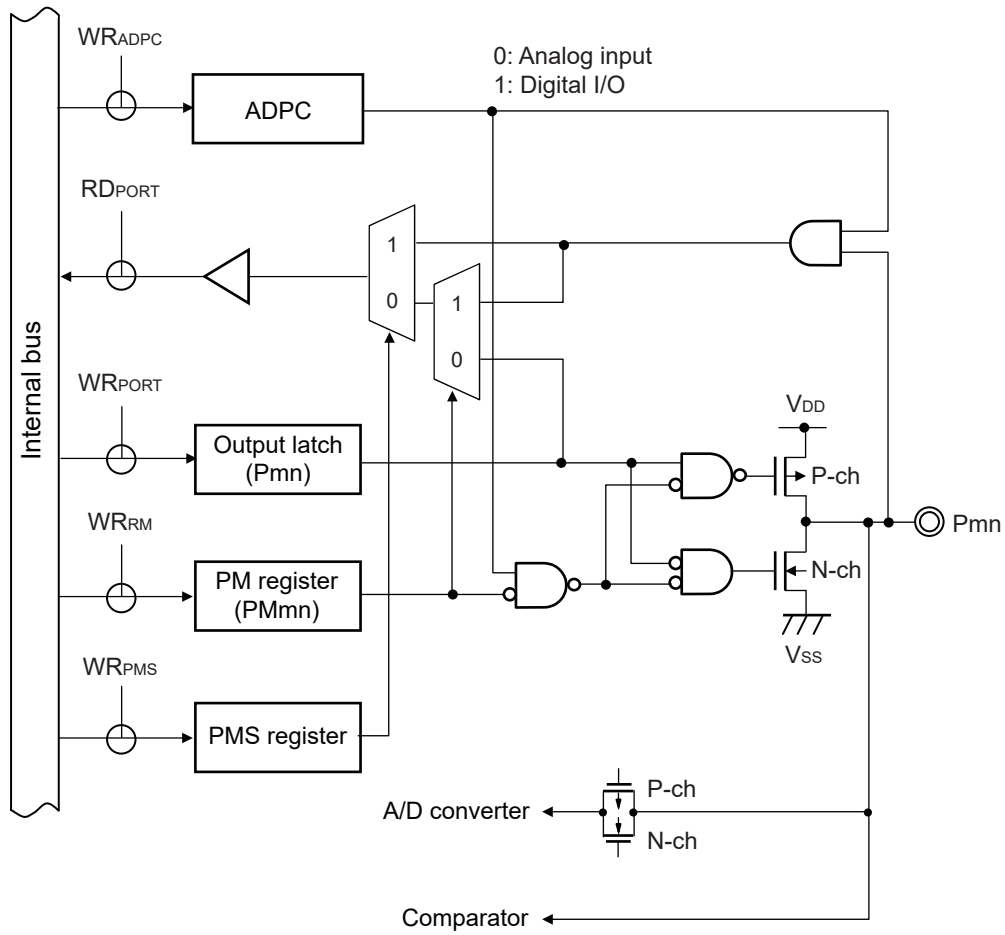 WRADPC
0: Analog input
1: Digital I/O
ADPC
RDPORT
1
0
1
0
Internal bus
WRPORT
Output latch
(Pmn)
VDD
P-ch
Pmn
N-ch
VSS
WRRM
PM register
(PMmn)
WRPMS
PMS register
P-ch
A/D converter
N-ch
Comparator